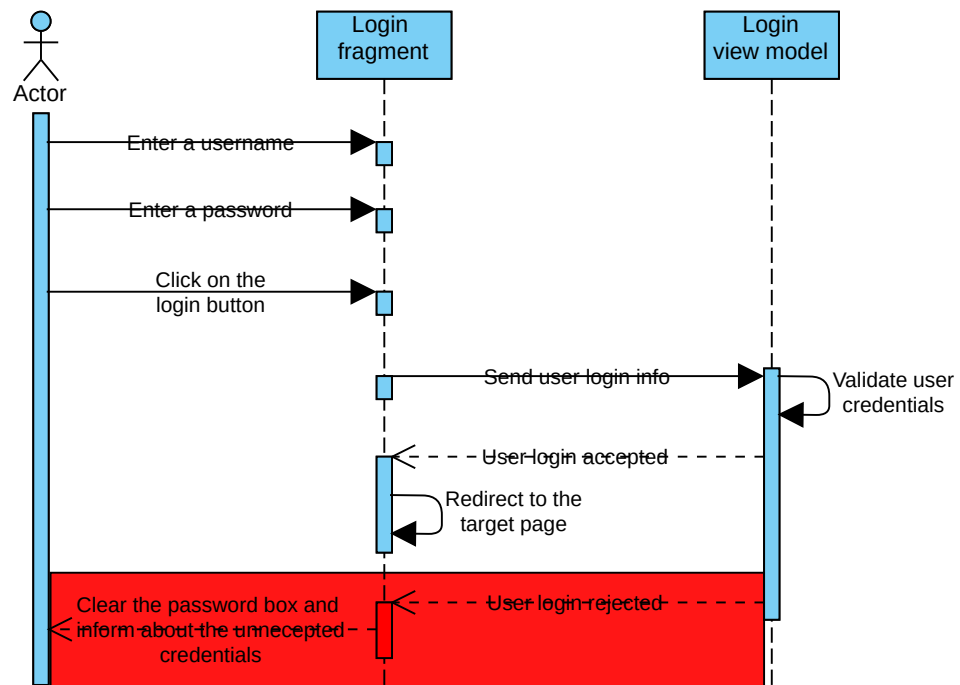 Login
fragment
Login
view model
Actor
Enter a username
Enter a password
Click on the
login button
Send user login info
Validate user
credentials
User login accepted
Redirect to the
target page
User login rejected
Clear the password box and
inform about the unnecepted
credentials